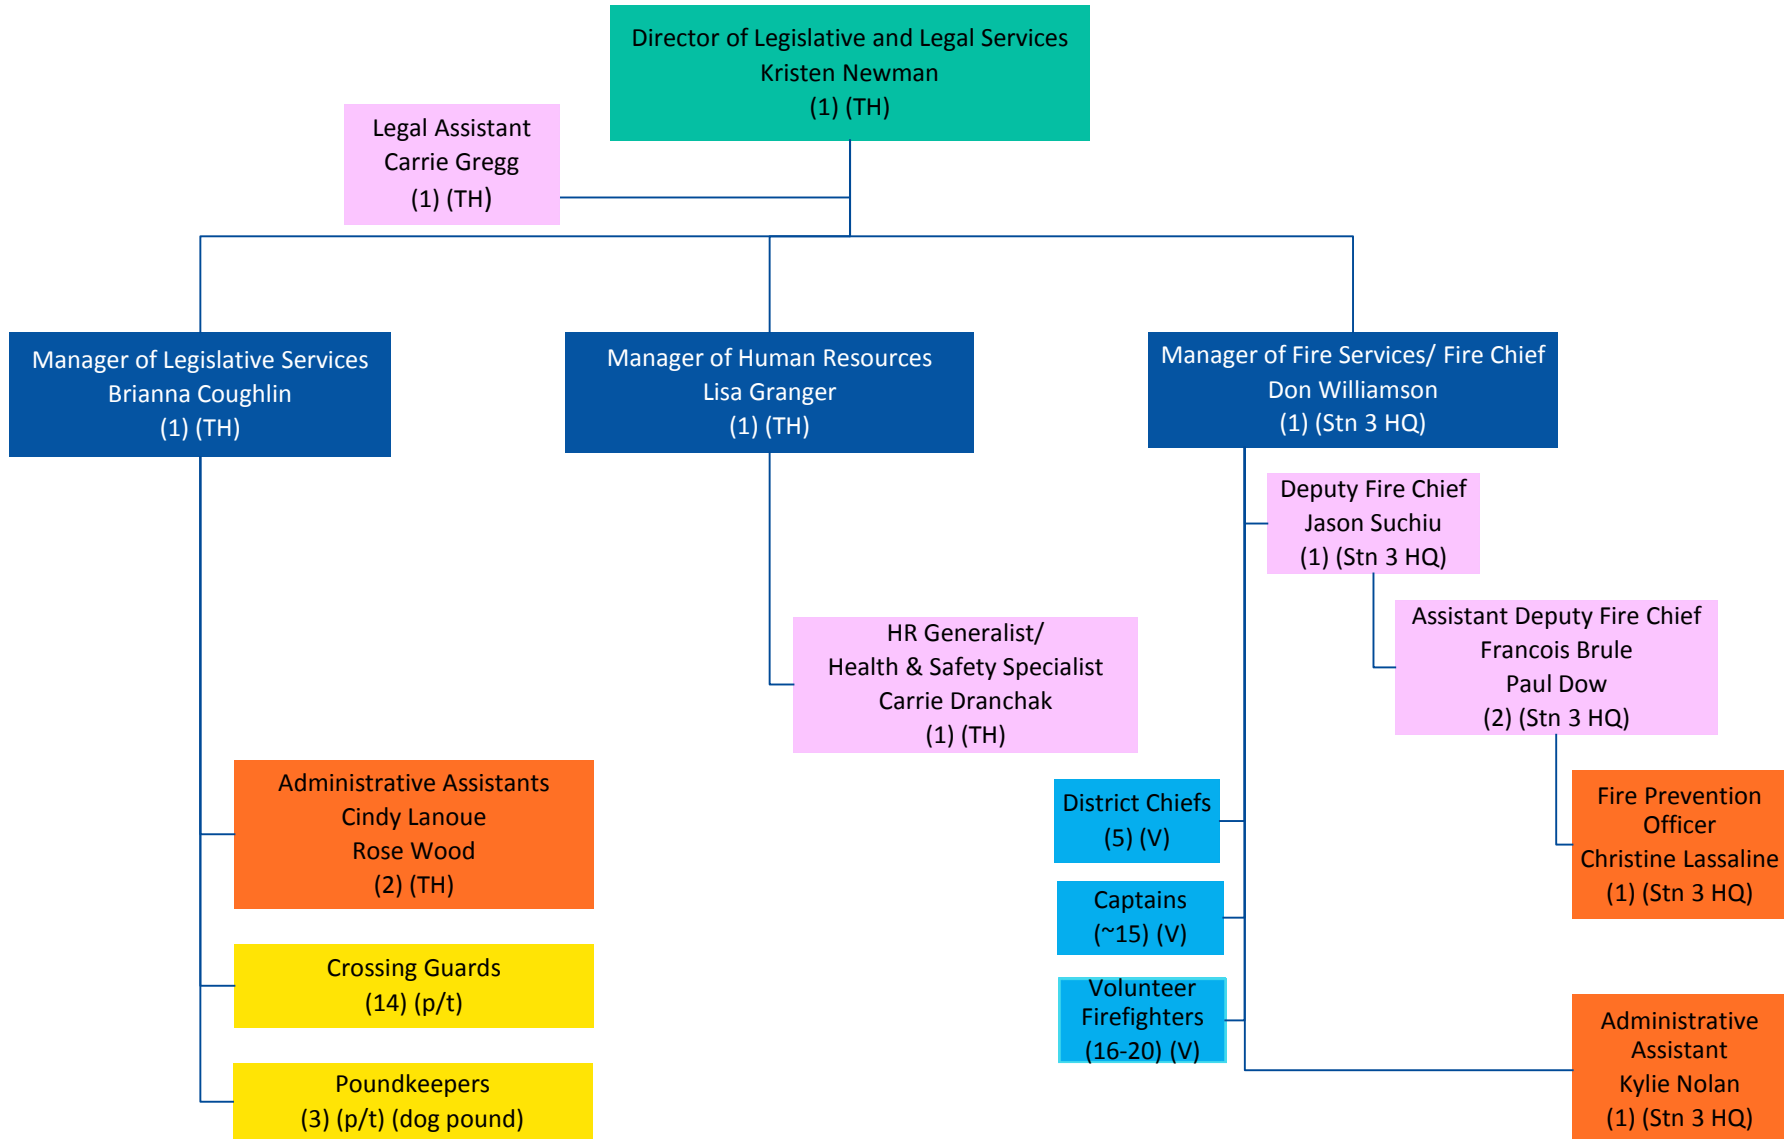 Director of Legislative and Legal Services
Kristen Newman
(1) (TH)
Legal Assistant
Carrie Gregg
(1) (TH)
Manager of Legislative Services
Brianna Coughlin
(1) (TH)
Manager of Human Resources
Lisa Granger
(1) (TH)
Manager of Fire Services/ Fire Chief
Don Williamson
(1) (Stn 3 HQ)
Deputy Fire Chief
Jason Suchiu
(1) (Stn 3 HQ)
Assistant Deputy Fire Chief
Francois Brule
Paul Dow
(2) (Stn 3 HQ)
HR Generalist/
Health & Safety Specialist
Carrie Dranchak
(1) (TH)
Administrative Assistants
Cindy Lanoue
Rose Wood
(2) (TH)
District Chiefs
(5) (V)
Fire Prevention
Officer
Christine Lassaline
(1) (Stn 3 HQ)
Captains
(~15) (V)
Crossing Guards
(14) (p/t)
Volunteer
Firefighters
(16-20) (V)
Administrative
Assistant
Kylie Nolan
(1) (Stn 3 HQ)
Poundkeepers
(3) (p/t) (dog pound)